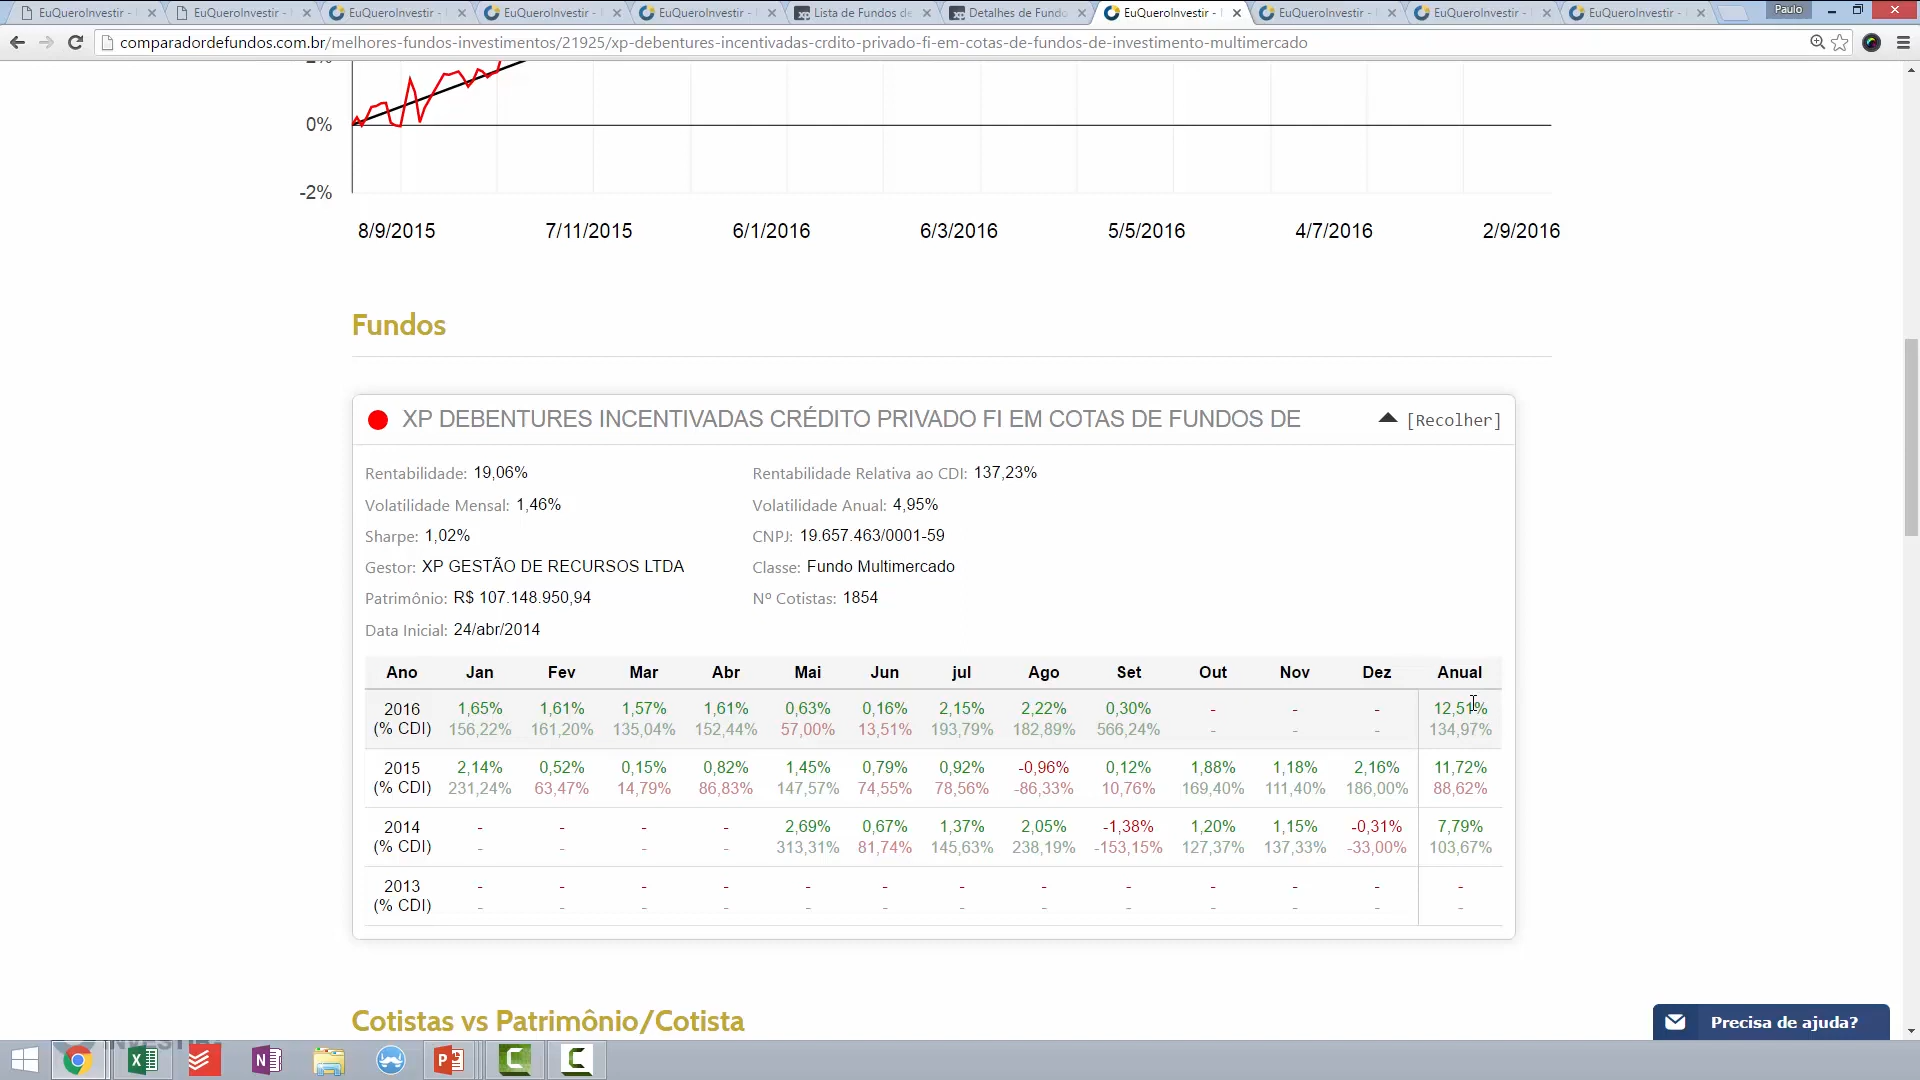 EuQueroInvestir -
EuQueroInvestir -
EuQueroInvestir -
EuQueroInvestir -
EuQueroInvestir -
Lista de Fundos de
Detalhes de Fundo
EuQueroInvestir -
EuQueroInvestir -
EuQueroInvestir -
EuQueroInvestir -
Paulo
comparadordefundos.com.br/melhores-fundos-investimentos/21925/xp-debentures-incentivadas-crdito-privado-fi-em-cotas-de-fundos-de-investimento-multimercado
0%
-2%
8/9/2015 7/11/2015 6/1/2016 6/3/2016 5/5/2016 4/7/2016 2/9/2016
Fundos
XP DEBENTURES INCENTIVADAS CRÉDITO PRIVADO FI EM COTAS DE FUNDOS DE [Recolher]
Rentabilidade: 19,06% Rentabilidade Relativa ao CDI: 137,23%
Volatilidade Mensal: 1,46% Volatilidade Anual: 4,95%
Sharpe: 1,02% CNPJ: 19.657.463/0001-59
Gestor: XP GESTÃO DE RECURSOS LTDA Classe: Fundo Multimercado
Patrimônio: R$ 107.148.950,94 Nº Cotistas: 1854
Data Inicial: 24/abr/2014
Ano Jan Fev Mar Abr Mai Jun jul Ago Set Out Nov Dez Anual
2016 1,65% 1,61% 1,57% 1,61% 0,63% 0,16% 2,15% 2,22% 0,30% - - - 12,51%
(% CDI) 156,22% 161,20% 135,04% 152,44% 57,00% 13,51% 193,79% 182,89% 566,24% - - - 134,97%
2015 2,14% 0,52% 0,15% 0,82% 1,45% 0,79% 0,92% -0,96% 0,12% 1,88% 1,18% 2,16% 11,72%
(% CDI) 231,24% 63,47% 14,79% 86,83% 147,57% 74,55% 78,56% -86,33% 10,76% 169,40% 111,40% 186,00% 88,62%
2014 - - - - 2,69% 0,67% 1,37% 2,05% -1,38% 1,20% 1,15% -0,31% 7,79%
(% CDI) - - - - 313,31% 81,74% 145,63% 238,19% -153,15% 127,37% 137,33% -33,00% 103,67%
2013 - - - - - - - - - - - - -
(% CDI) - - - - - - - - - - - - -
Cotistas vs Patrimônio/Cotista
Precisa de ajuda?